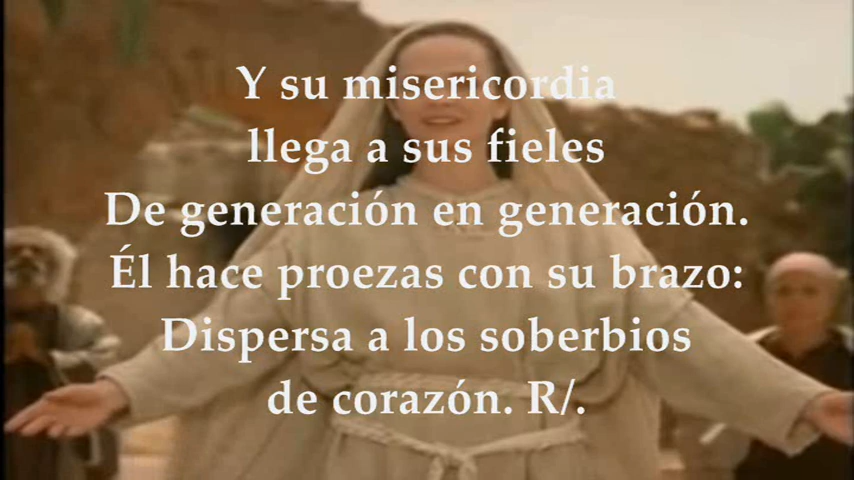 Y su misericordia
llega a sus fieles
De generación en generación.
Él hace proezas con su brazo:
Dispersa a los soberbios
de corazón. R/.